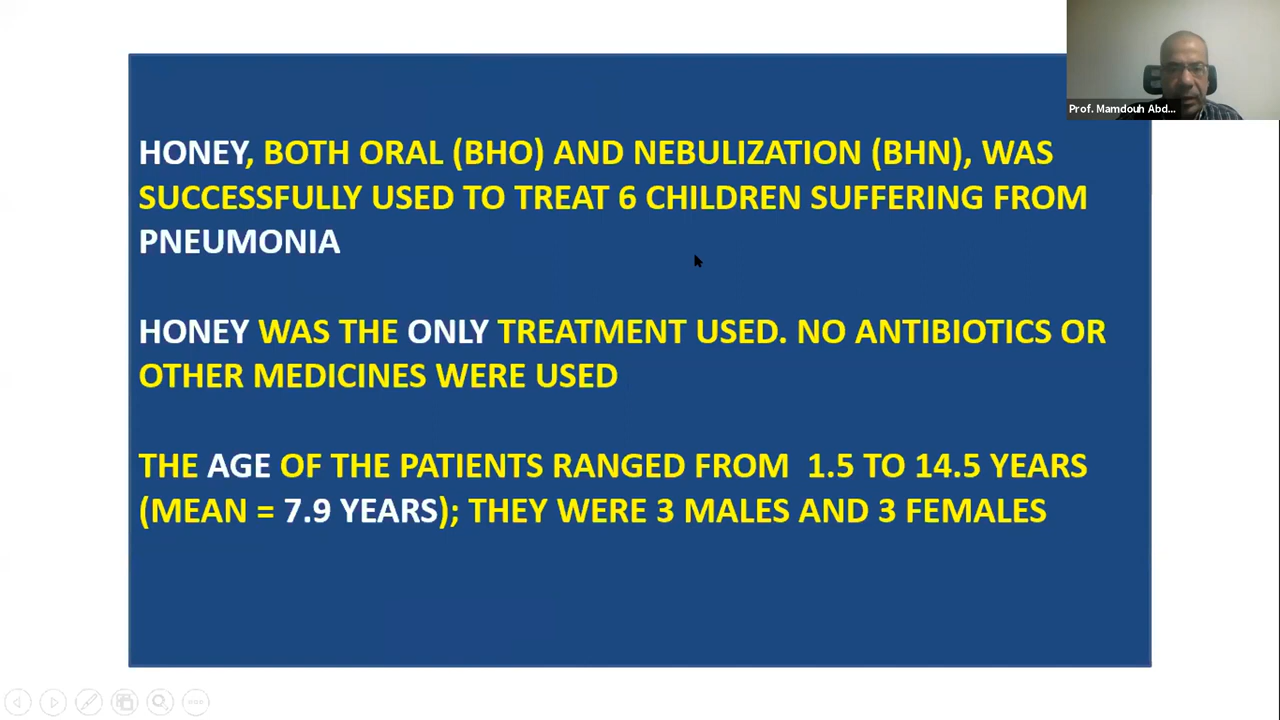 HONEY, BOTH ORAL (BHO) AND NEBULIZATION (BHN), WAS
SUCCESSFULLY USED TO TREAT 6 CHILDREN SUFFERING FROM
PNEUMONIA
HONEY WAS THE ONLY TREATMENT USED. NO ANTIBIOTICS OR
OTHER MEDICINES WERE USED
THE AGE OF THE PATIENTS RANGED FROM 1.5 TO 14.5 YEARS
(MEAN = 7.9 YEARS); THEY WERE 3 MALES AND 3 FEMALES
Prof. Mamdouh Abd...